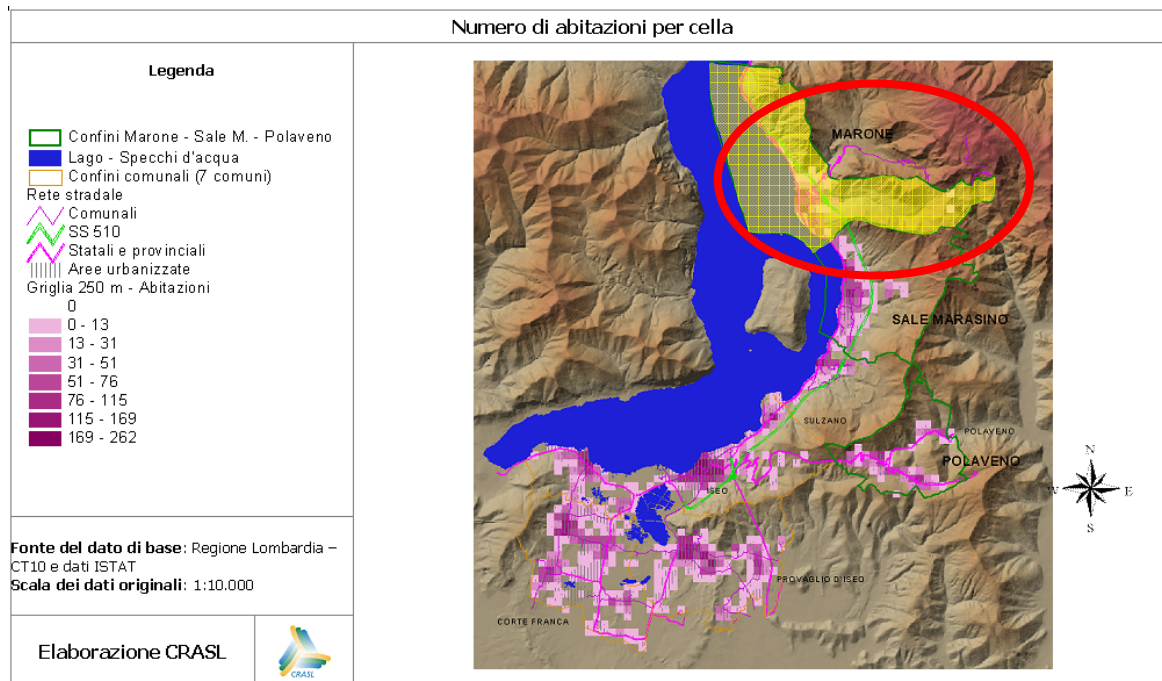 Numero di abitazioni per cella
Legenda
Confini Marone - Sale M. - Polaveno
Lago - Specchi d'acqua
Confini comunali (7 comuni)
Rete stradale
Comunali
SS 510
Statali e provinciali
Aree urbanizzate
Griglia 250 m - Abitazioni
0
0 - 13
13 - 31
31 - 51
51 - 76
76 - 115
115 - 169
169 - 262
Fonte del dato di base: Regione Lombardia –
CT10 e dati ISTAT
Scala dei dati originali: 1:10.000
Elaborazione CRASL
CRASL
MARONE
SALE MARASINO
SULZANO
POLAVENO
POLAVENO
ISEO
PROVAGLIO D'ISEO
CORTE FRANCA
N
W
E
S